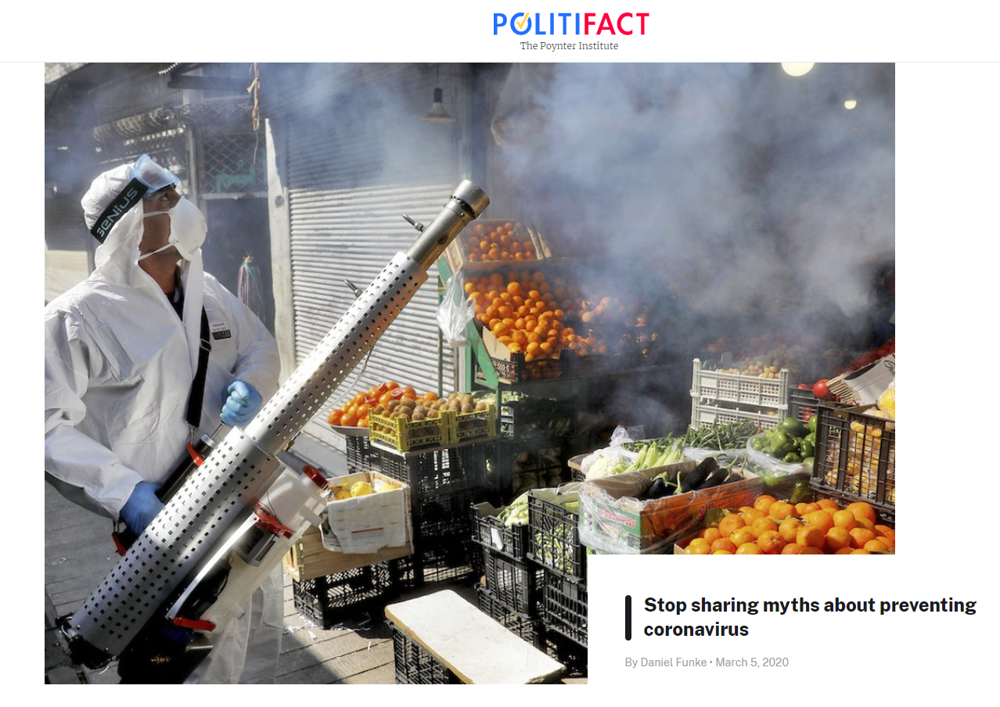 POLITIFACT
The Poynter Institute
GENIUS
Stop sharing myths about preventing
coronavirus
By Daniel Funke • March 5, 2020